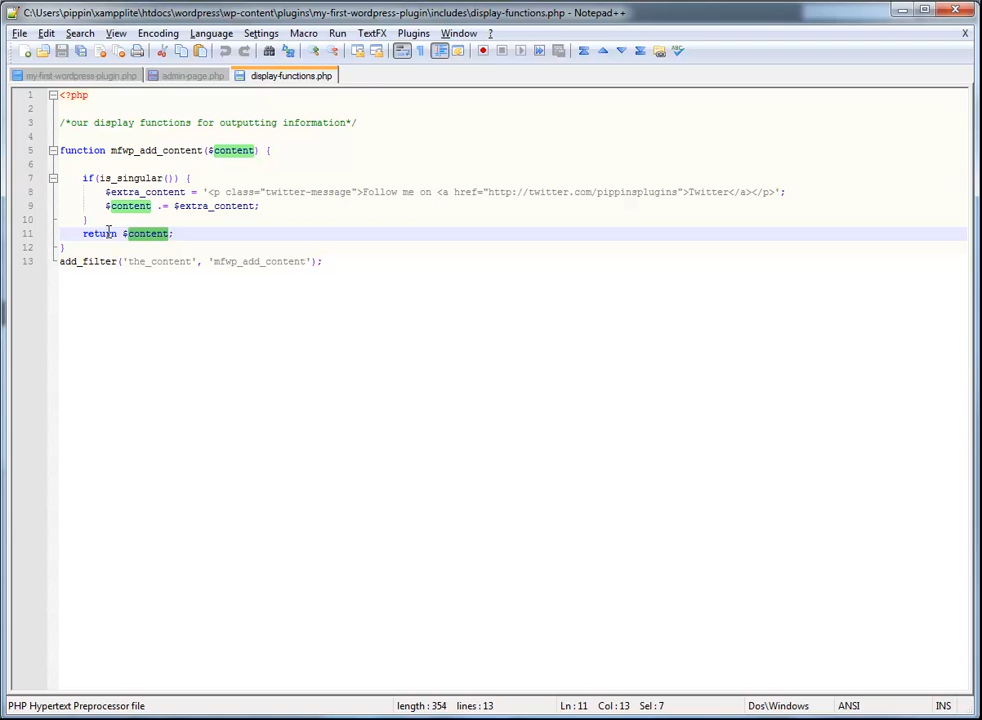 C:\Users\pippin\xampplite\htdocs\wordpress\wp-content\plugins\my-first-wordpress-plugin\includes\display-functions.php - Notepad++
File Edit Search View Encoding Language Settings Macro Run TextFX Plugins Window ? X
my-first-wordpress-plugin.php admin-page.php display-functions.php
1 <?php
2
3 /*our display functions for outputting information*/
4
5 function mfwp_add_content($content) {
6
7 if(is_singular()) {
8 $extra_content = '<p class="twitter-message">Follow me on <a href="http://twitter.com/pippinsplugins">Twitter</a></p>';
9 $content .= $extra_content;
10 }
11 return $content;
12 }
13 add_filter('the_content', 'mfwp_add_content');
PHP Hypertext Preprocessor file length : 354 lines : 13 Ln : 11 Col : 13 Sel : 7 Dos\Windows ANSI INS